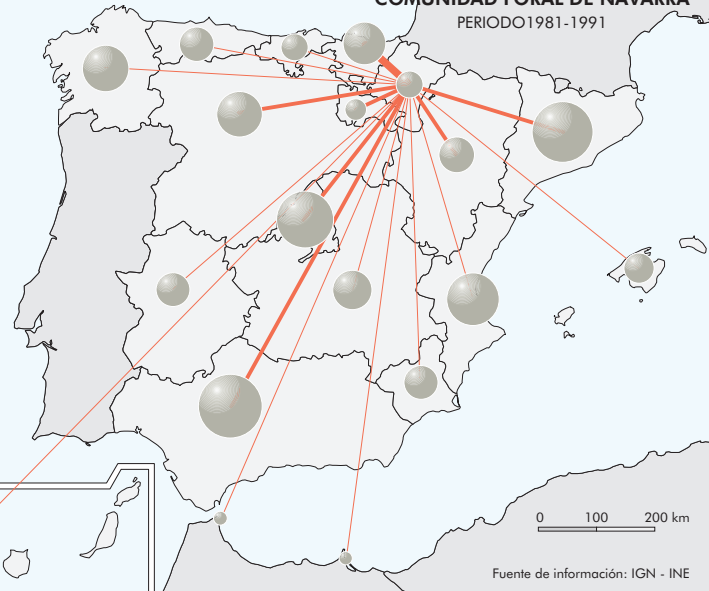 COMUNIDAD FORAL DE NAVARRA
PERIODO1981-1991
0 100 200 km
Fuente de información: IGN - INE